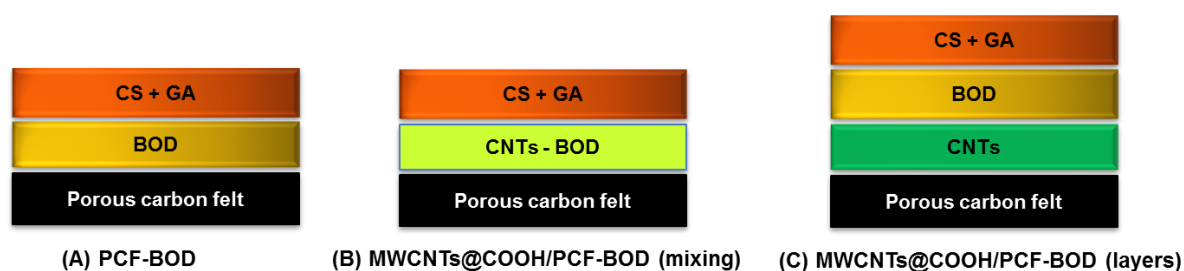 CS + GA
BOD
Porous carbon felt
(A) PCF-BOD
CS + GA
CNTs - BOD
Porous carbon felt
(B) MWCNTs@COOH/PCF-BOD (mixing)
CS + GA
BOD
CNTs
Porous carbon felt
(C) MWCNTs@COOH/PCF-BOD (layers)